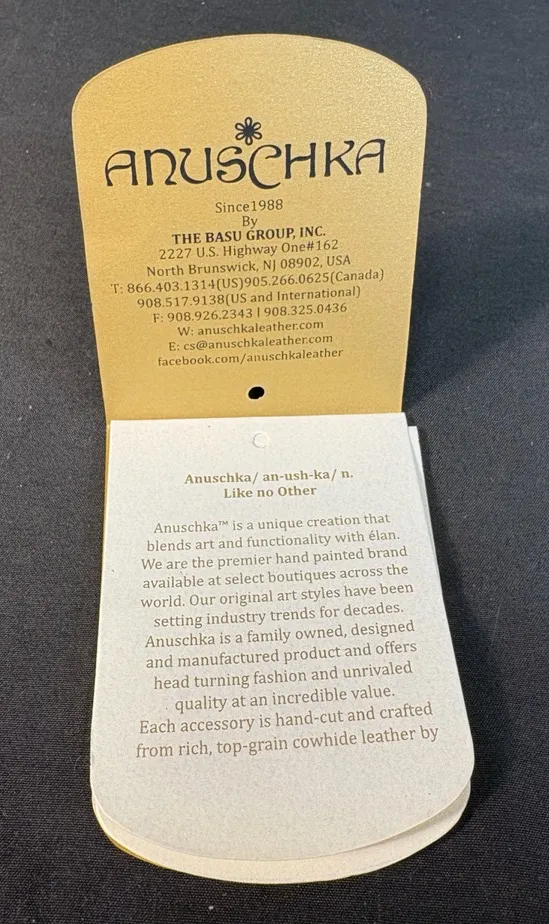 ANUSCHKA
Since1988
By
THE BASU GROUP, INC.
2227 U.S. Highway One#162
North Brunswick, NJ 08902, USA
T: 866.403.1314(US)905.266.0625(Canada)
908.517.9138(US and International)
F: 908.926.2343 | 908.325.0436
W: anuschkaleather.com
E: cs@anuschkaleather.com
facebook.com/anuschkaleather
Anuschka/ an-ush-ka/ n.
Like no Other
Anuschka™ is a unique creation that
blends art and functionality with élan.
We are the premier hand painted brand
available at select boutiques across the
world. Our original art styles have been
setting industry trends for decades.
Anuschka is a family owned, designed
and manufactured product and offers
head turning fashion and unrivaled
quality at an incredible value.
Each accessory is hand-cut and crafted
from rich, top-grain cowhide leather by